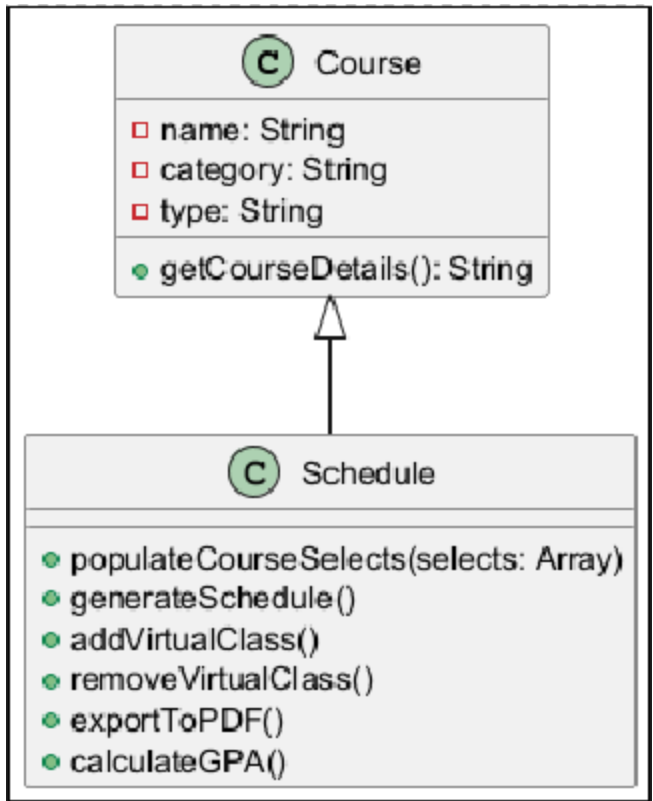 C Course
name: String
category: String
type: String
getCourseDetails(): String
C Schedule
populateCourseSelects(selects: Array)
generateSchedule()
addVirtualClass()
removeVirtualClass()
exportToPDF()
calculateGPA()